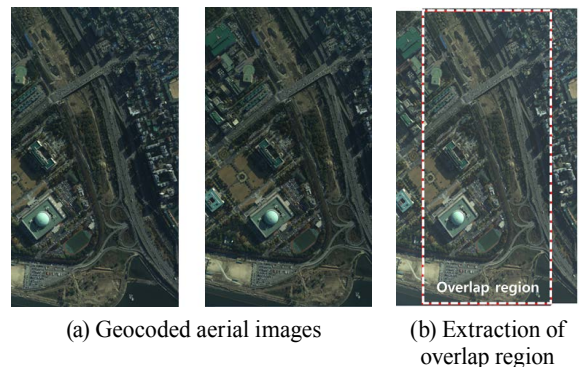 Overlap region
(a) Geocoded aerial images
(b) Extraction of
overlap region